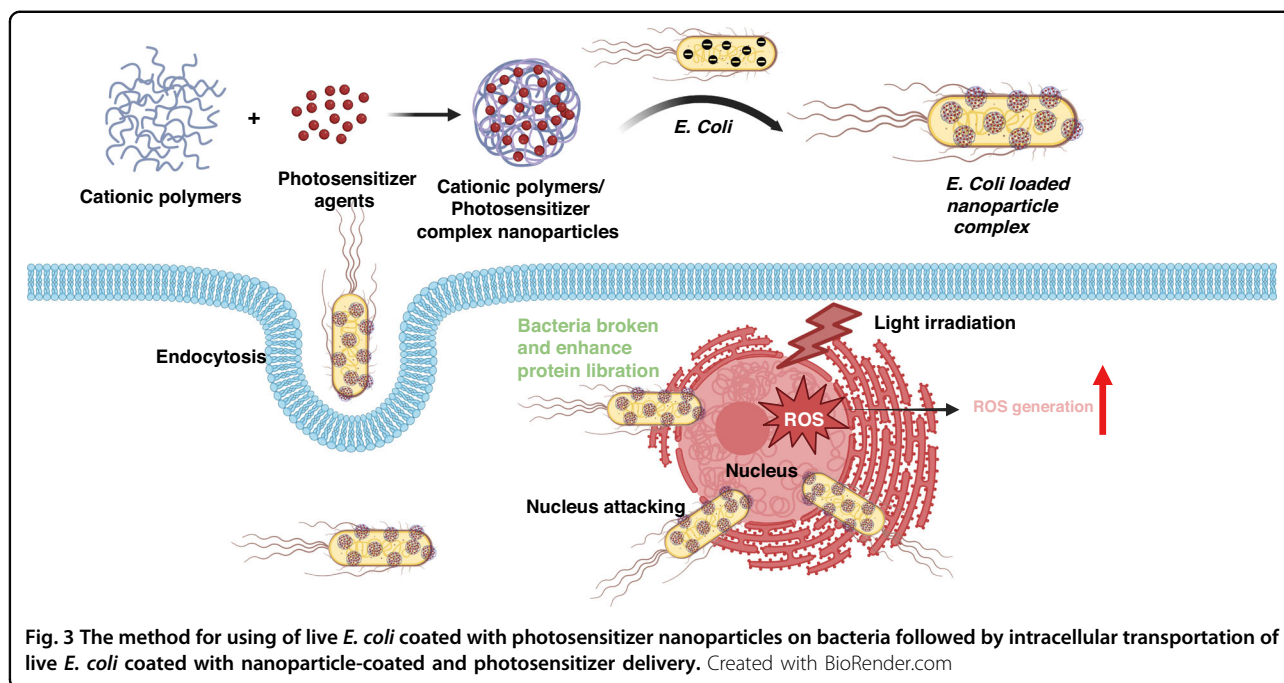 Cationic polymers
+
Photosensitizer
agents
Cationic polymers/
Photosensitizer
complex nanoparticles
E. Coli
E. Coli loaded
nanoparticle
complex
Endocytosis
Bacteria broken
and enhance
protein libration
Light irradiation
ROS
ROS generation
Nucleus
Nucleus attacking
Fig. 3 The method for using of live E. coli coated with photosensitizer nanoparticles on bacteria followed by intracellular transportation of
live E. coli coated with nanoparticle-coated and photosensitizer delivery. Created with BioRender.com